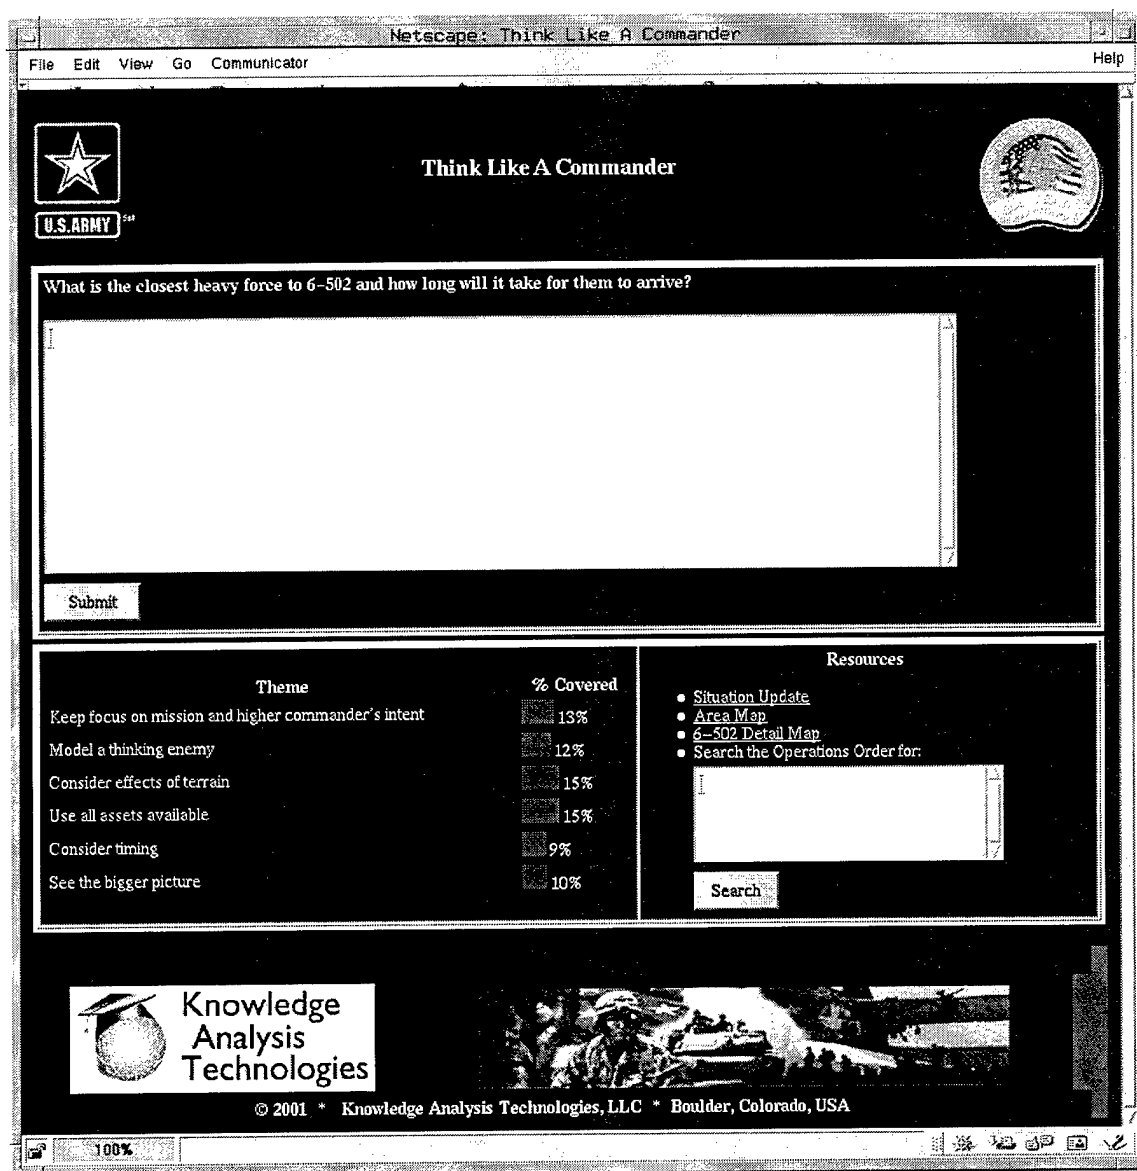 Netscape: Think Like A Commander
File Edit View Go Communicator Help
Think Like A Commander
U.S.ARMY
What is the closest heavy force to 6-502 and how long will it take for them to arrive?
Submit
Theme % Covered
Keep focus on mission and higher commander's intent 13%
Model a thinking enemy 12%
Consider effects of terrain 15%
Use all assets available 15%
Consider timing 9%
See the bigger picture 10%
Resources
Situation Update
Area Map
6-502 Detail Map
Search the Operations Order for:
Search
Knowledge
Analysis
Technologies
© 2001 * Knowledge Analysis Technologies, LLC * Boulder, Colorado, USA
100%